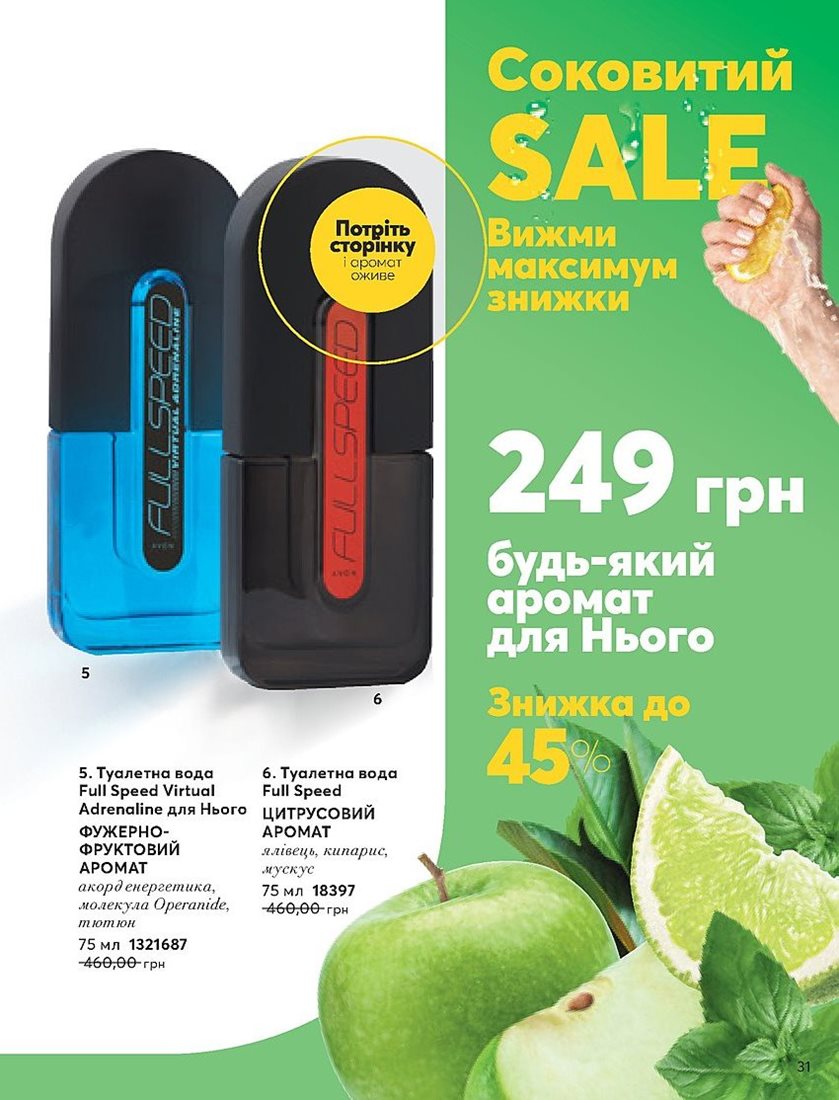 Соковитий
SALE
Вижми
максимум
знижки
Потріть
сторінку
і аромат
оживе
FULL SPEED
VIRTUAL ADRENALINE
AVON
FULL SPEED
AVON
249 грн
будь-який
аромат
для Нього
Знижка до
45%
5
6
5. Туалетна вода
Full Speed Virtual
Adrenaline для Нього
ФУЖЕРНО-
ФРУКТОВИЙ
АРОМАТ
акорд енергетика,
молекула Operanide,
тютюн
75 мл 1321687
460,00 грн
6. Туалетна вода
Full Speed
ЦИТРУСОВИЙ
АРОМАТ
ялівець, кипарис,
мускус
75 мл 18397
460,00 грн
31